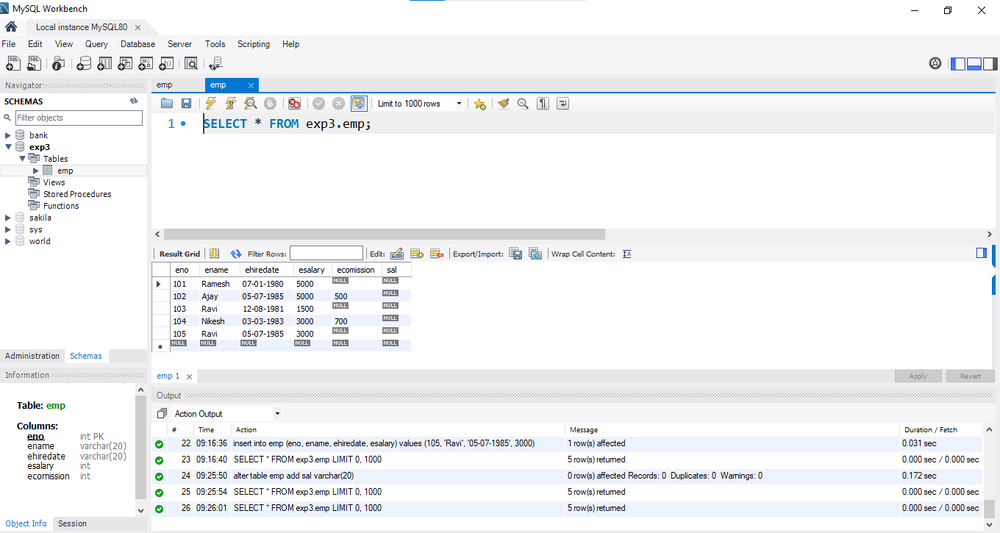 MySQL Workbench
Local instance MySQL80
File Edit View Query Database Server Tools Scripting Help
Navigator
SCHEMAS
Filter objects
bank
exp3
Tables
emp
Views
Stored Procedures
Functions
sakila
sys
world
Administration Schemas
Information
Table: emp
Columns:
eno int PK
ename varchar(20)
ehiredate varchar(20)
esalary int
ecomission int
Object Info Session
emp emp
Limit to 1000 rows
1 SELECT * FROM exp3.emp;
Result Grid Filter Rows: Edit: Export/Import: Wrap Cell Content:
eno ename ehiredate esalary ecomission sal
101 Ramesh 07-01-1980 5000 NULL NULL
102 Ajay 05-07-1985 5000 500 NULL
103 Ravi 12-08-1981 1500 NULL NULL
104 Nikesh 03-03-1983 3000 700 NULL
105 Ravi 05-07-1985 3000 NULL NULL
NULL NULL NULL NULL NULL NULL
emp 1 Apply Revert
Output
Action Output
# Time Action Message Duration / Fetch
22 09:16:36 insert into emp (eno, ename, ehiredate, esalary) values (105, 'Ravi', '05-07-1985', 3000) 1 row(s) affected 0.031 sec
23 09:16:40 SELECT * FROM exp3.emp LIMIT 0, 1000 5 row(s) returned 0.000 sec / 0.000 sec
24 09:25:50 alter table emp add sal varchar(20) 0 row(s) affected Records: 0 Duplicates: 0 Warnings: 0 0.172 sec
25 09:25:54 SELECT * FROM exp3.emp LIMIT 0, 1000 5 row(s) returned 0.000 sec / 0.000 sec
26 09:26:01 SELECT * FROM exp3.emp LIMIT 0, 1000 5 row(s) returned 0.000 sec / 0.000 sec